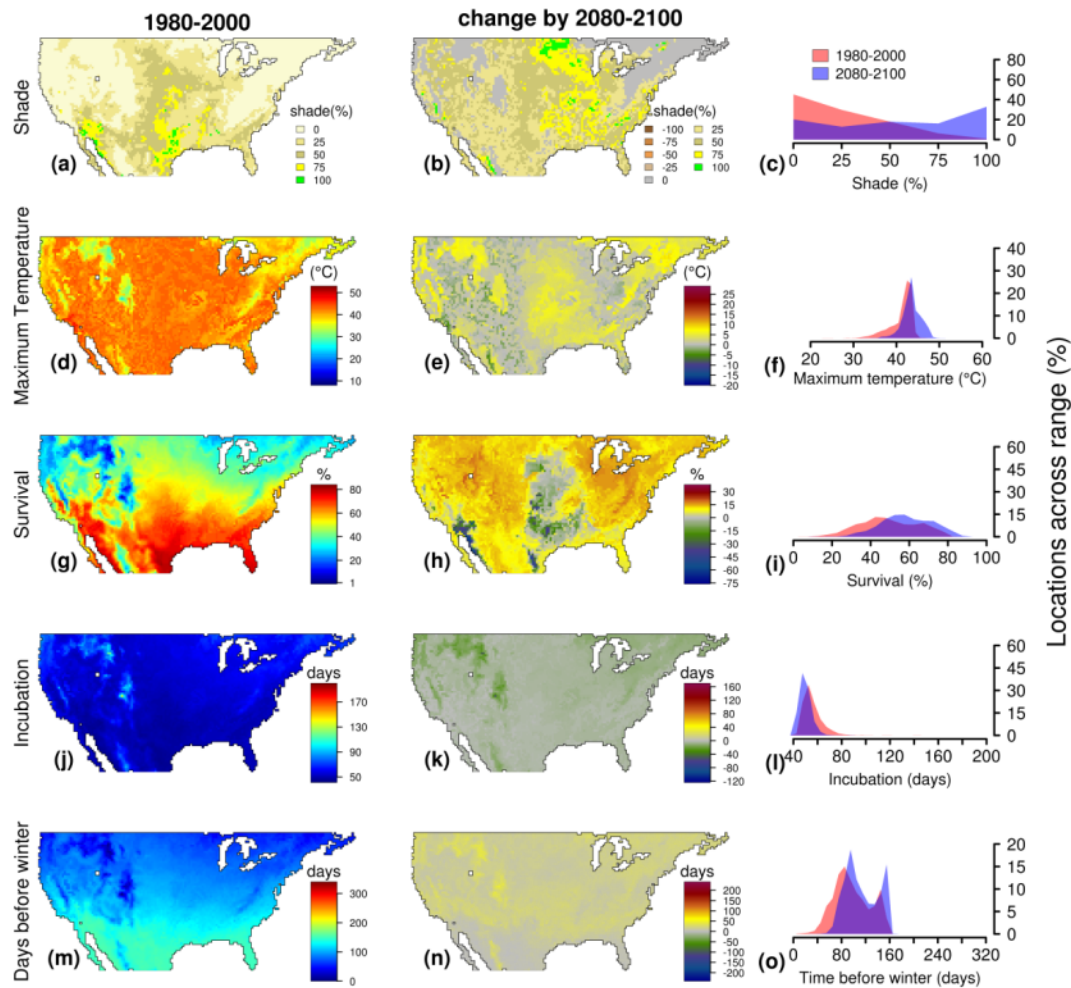 1980-2000
change by 2080-2100
Shade
shade(%)
0
25
50
75
100
(a)
shade(%)
-100
-75
-50
-25
0
25
50
75
100
(b)
1980-2000
2080-2100
80
60
40
20
0
0 25 50 75 100
(c)
Shade (%)
Maximum Temperature
(°C)
50
40
30
20
10
(d)
(°C)
25
20
15
10
5
0
-5
-10
-15
-20
(e)
40
30
20
10
0
20 30 40 50 60
(f)
Maximum temperature (°C)
Locations across range (%)
Survival
%
80
60
40
20
1
(g)
%
30
15
0
-15
-30
-45
-60
-75
(h)
60
45
30
15
0
0 20 40 60 80 100
(i)
Survival (%)
Incubation
days
170
130
90
50
(j)
days
160
120
80
40
0
-40
-80
-120
(k)
60
45
30
15
0
40 80 120 160 200
(l)
Incubation (days)
Days before winter
days
300
200
100
0
(m)
days
200
150
100
50
0
-50
-100
-150
-200
(n)
20
15
10
5
0
0 80 160 240 320
(o)
Time before winter (days)